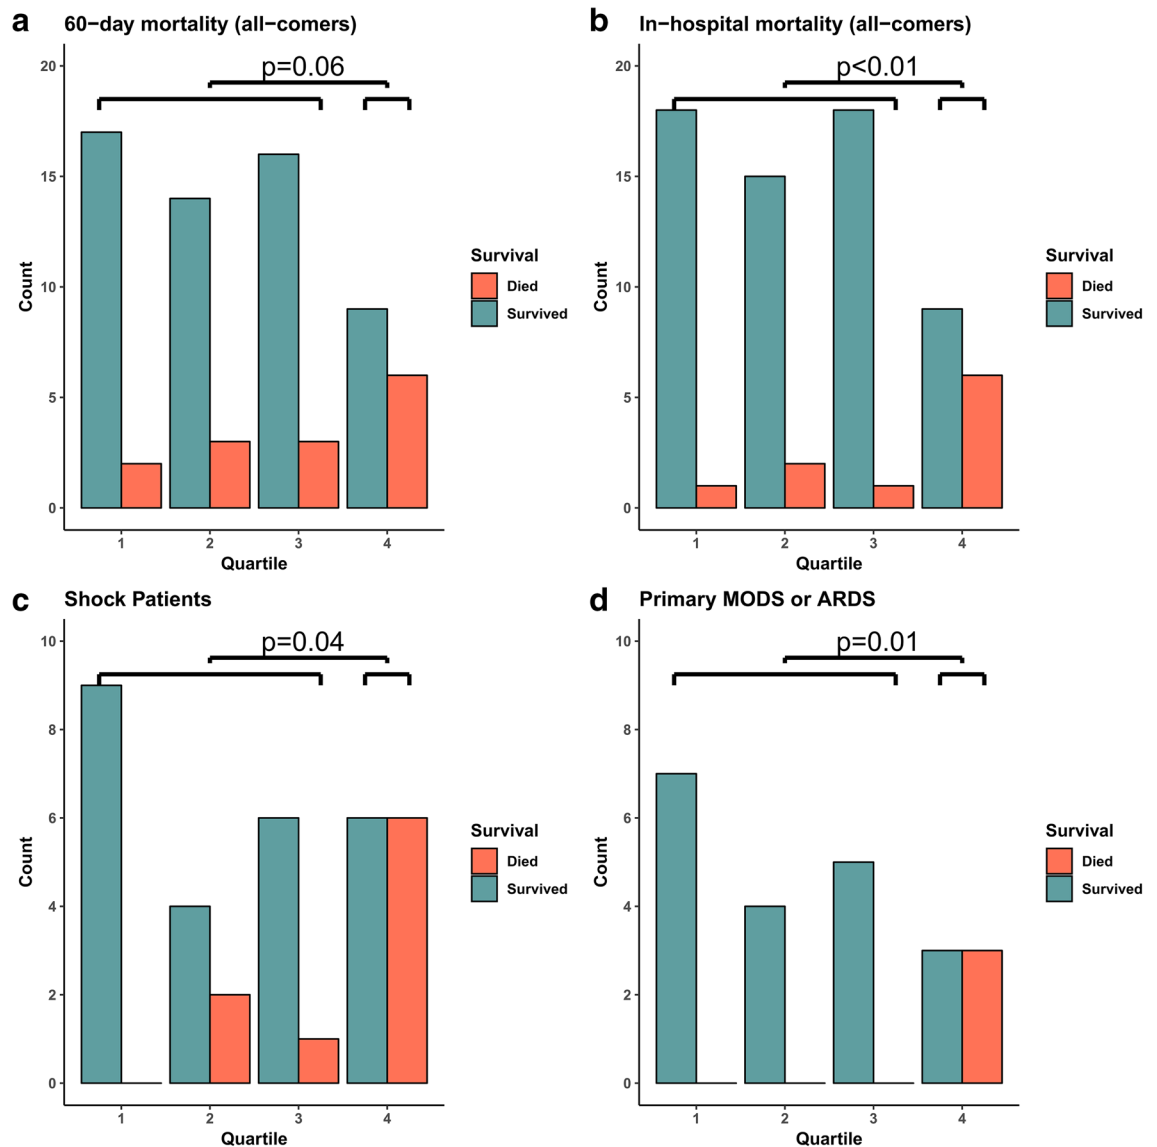 a 60−day mortality (all−comers)
p=0.06
20
15
10
5
0
Count
1 2 3 4
Quartile
Survival
Died
Survived
b In−hospital mortality (all−comers)
p<0.01
20
15
10
5
0
Count
1 2 3 4
Quartile
Survival
Died
Survived
c Shock Patients
p=0.04
10
8
6
4
2
0
Count
1 2 3 4
Quartile
Survival
Died
Survived
d Primary MODS or ARDS
p=0.01
10
8
6
4
2
0
Count
1 2 3 4
Quartile
Survival
Died
Survived